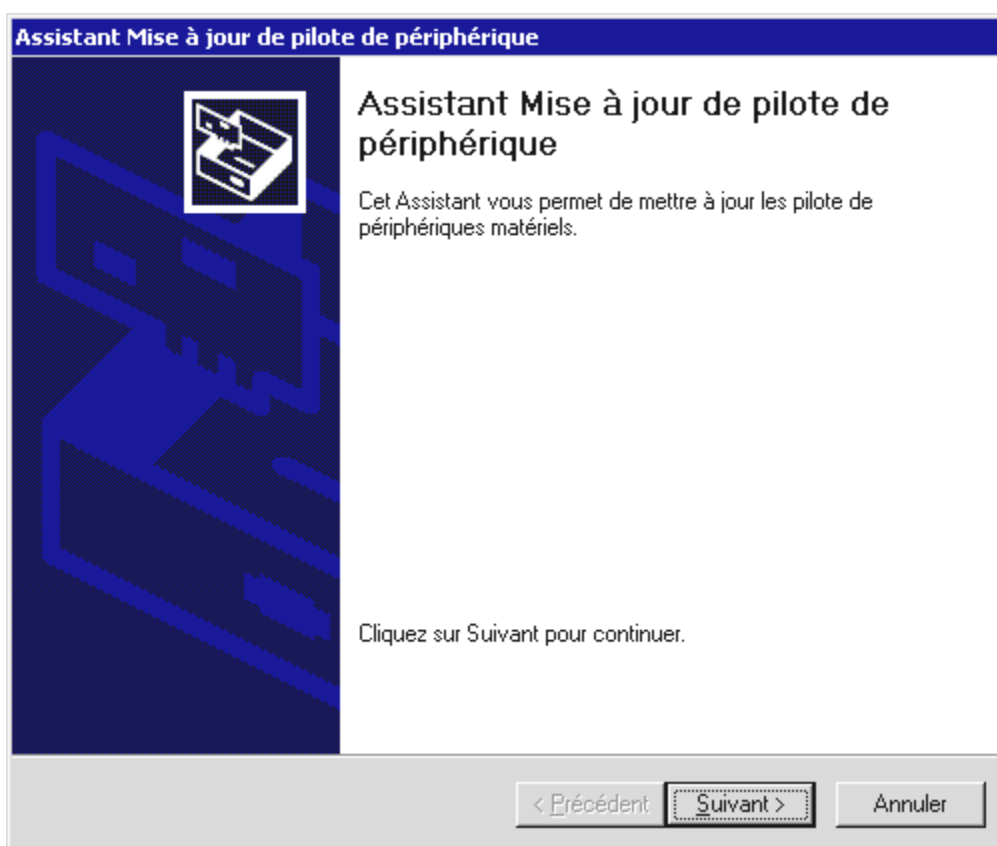 Assistant Mise à jour de pilote de périphérique
Assistant Mise à jour de pilote de
périphérique
Cet Assistant vous permet de mettre à jour les pilote de
périphériques matériels.
Cliquez sur Suivant pour continuer.
< Précédent Suivant > Annuler